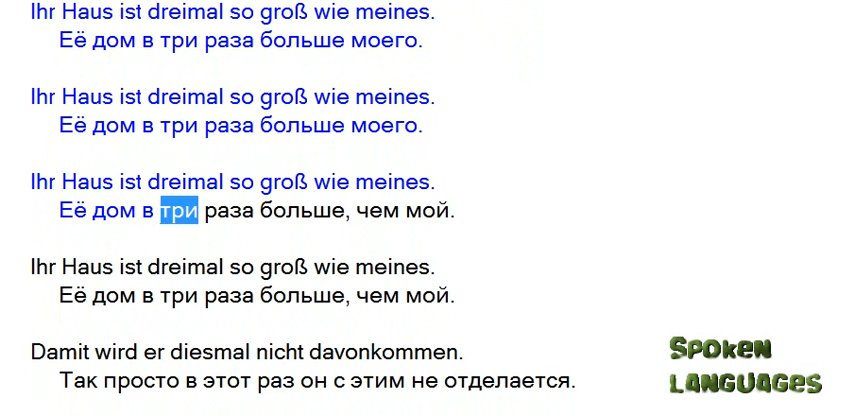 Ihr Haus ist dreimal so groß wie meines.
Её дом в три раза больше моего.
Ihr Haus ist dreimal so groß wie meines.
Её дом в три раза больше моего.
Ihr Haus ist dreimal so groß wie meines.
Её дом в три раза больше, чем мой.
Ihr Haus ist dreimal so groß wie meines.
Её дом в три раза больше, чем мой.
Damit wird er diesmal nicht davonkommen.
Так просто в этот раз он с этим не отделается.
Spoken
Languages